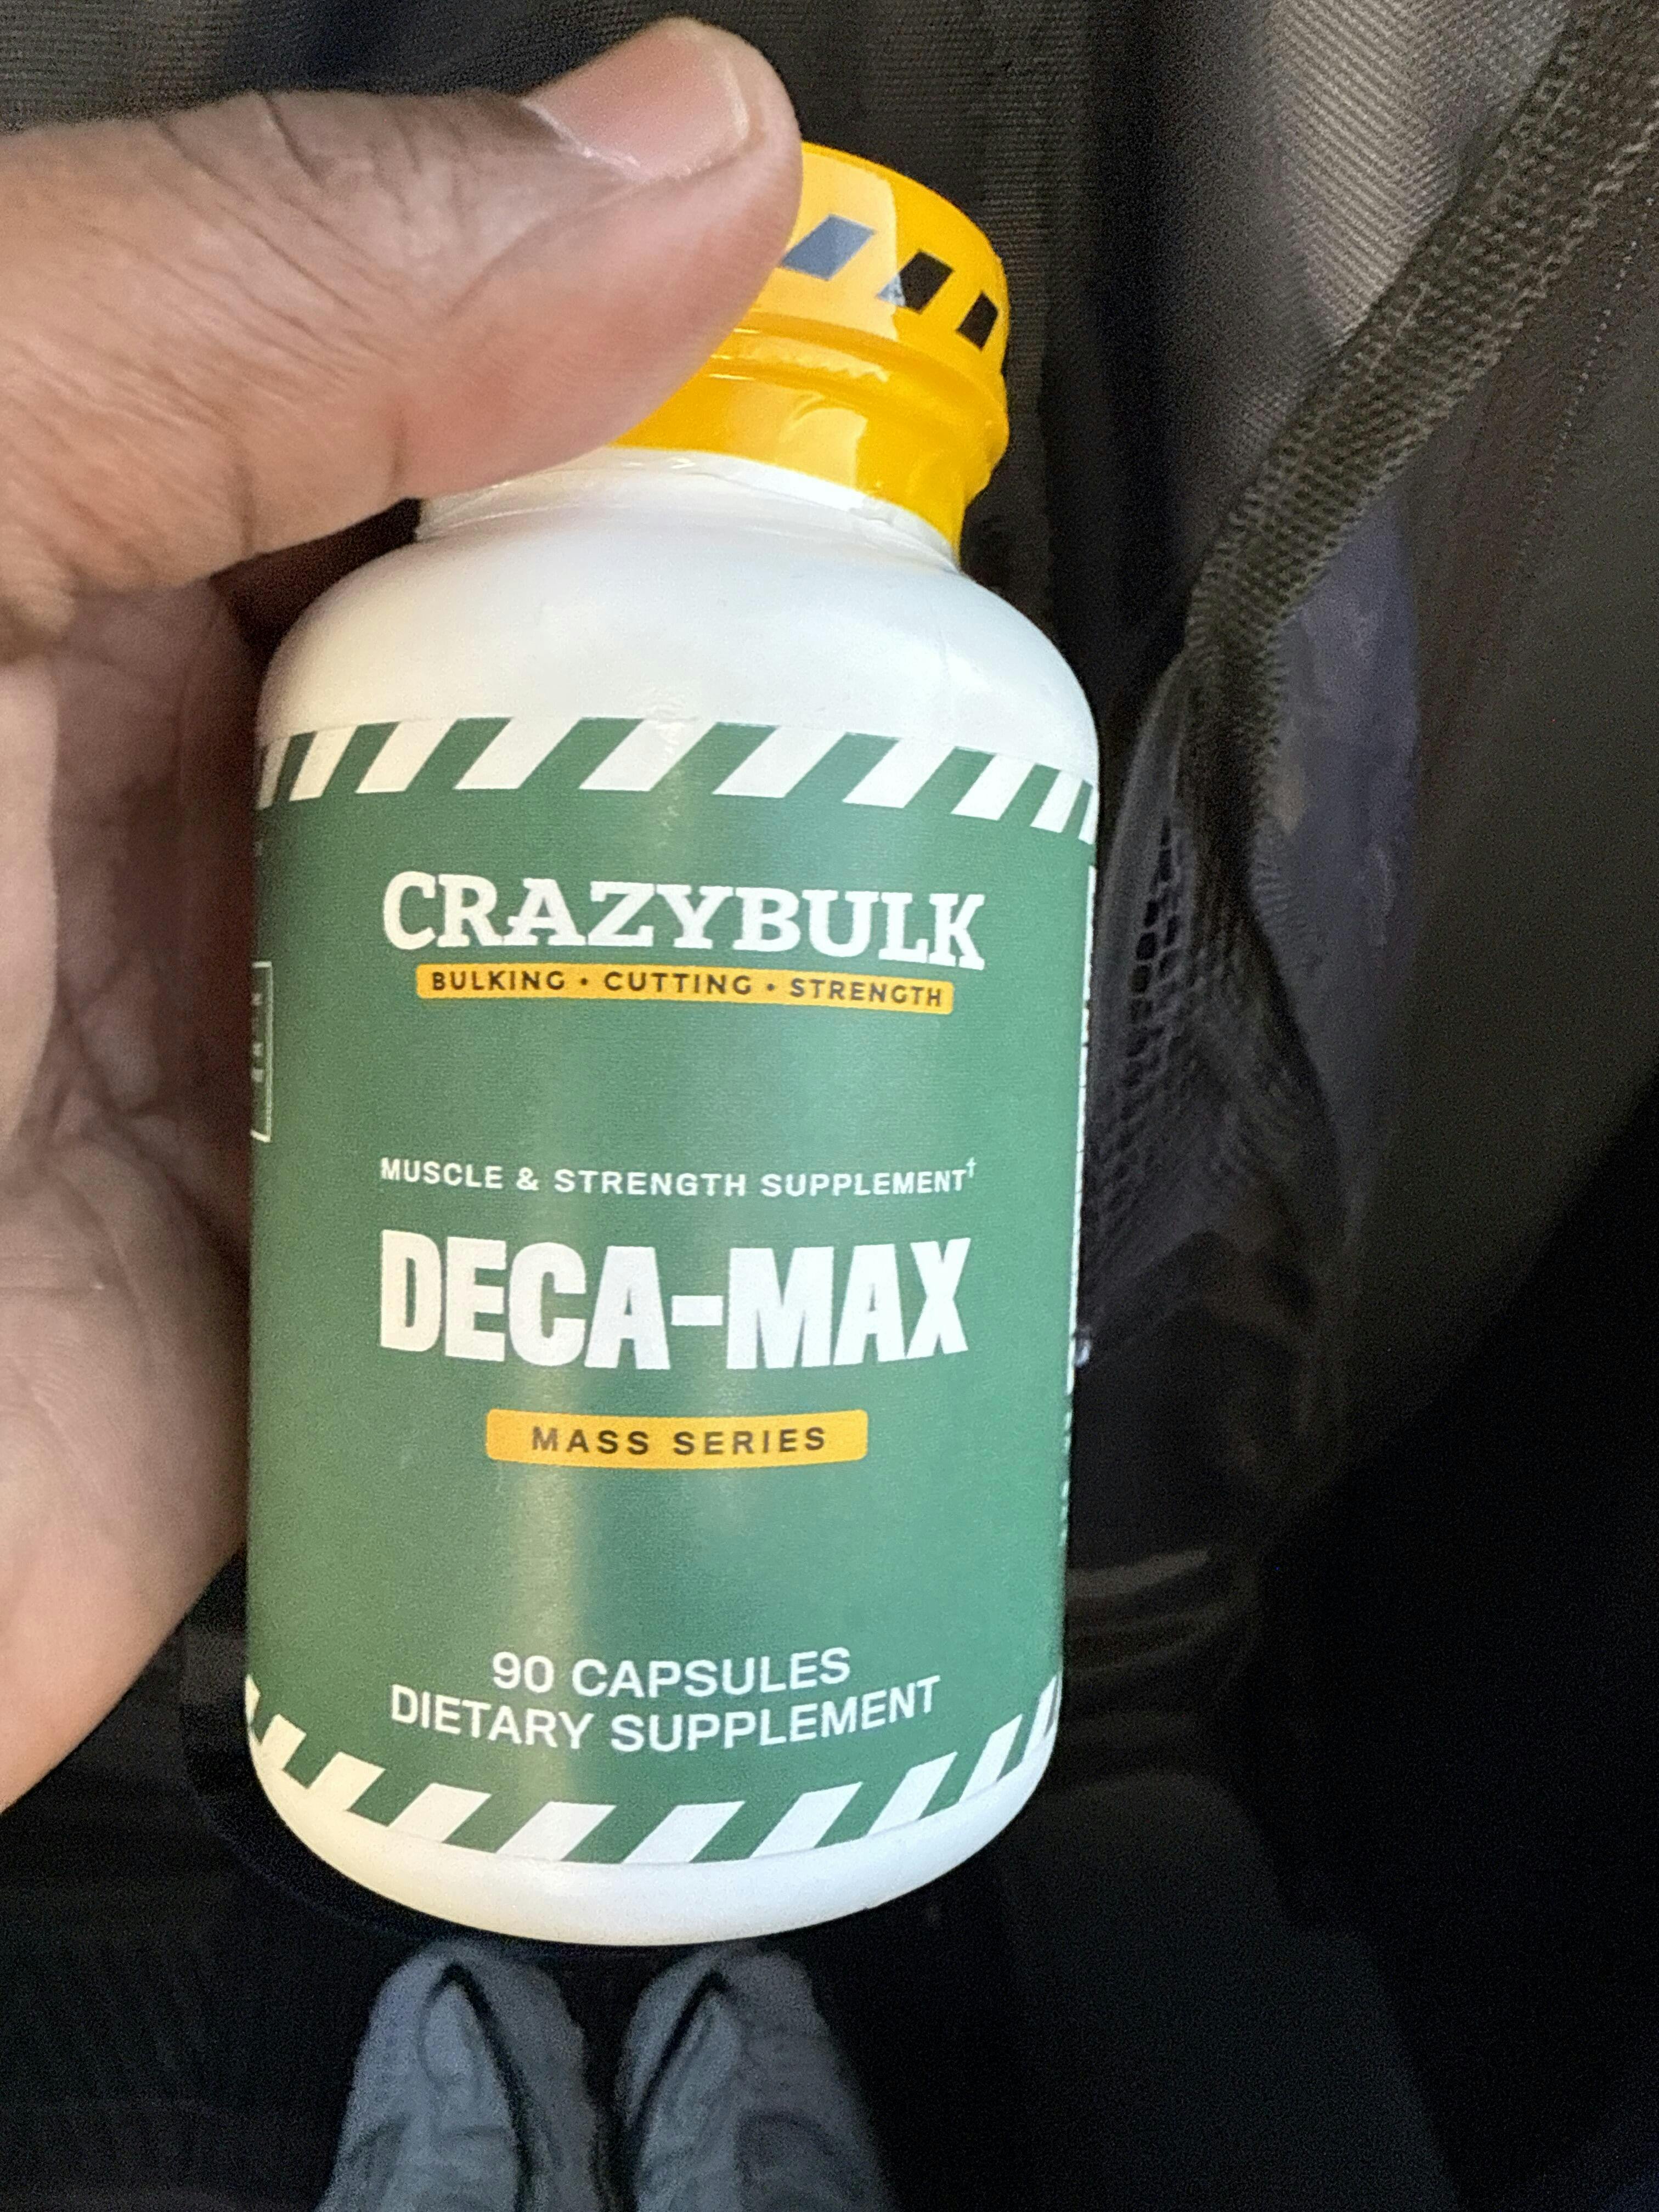 CRAZYBULK
BULKING • CUTTING • STRENGTH
MUSCLE & STRENGTH SUPPLEMENT†
DECA-MAX
MASS SERIES
90 CAPSULES
DIETARY SUPPLEMENT